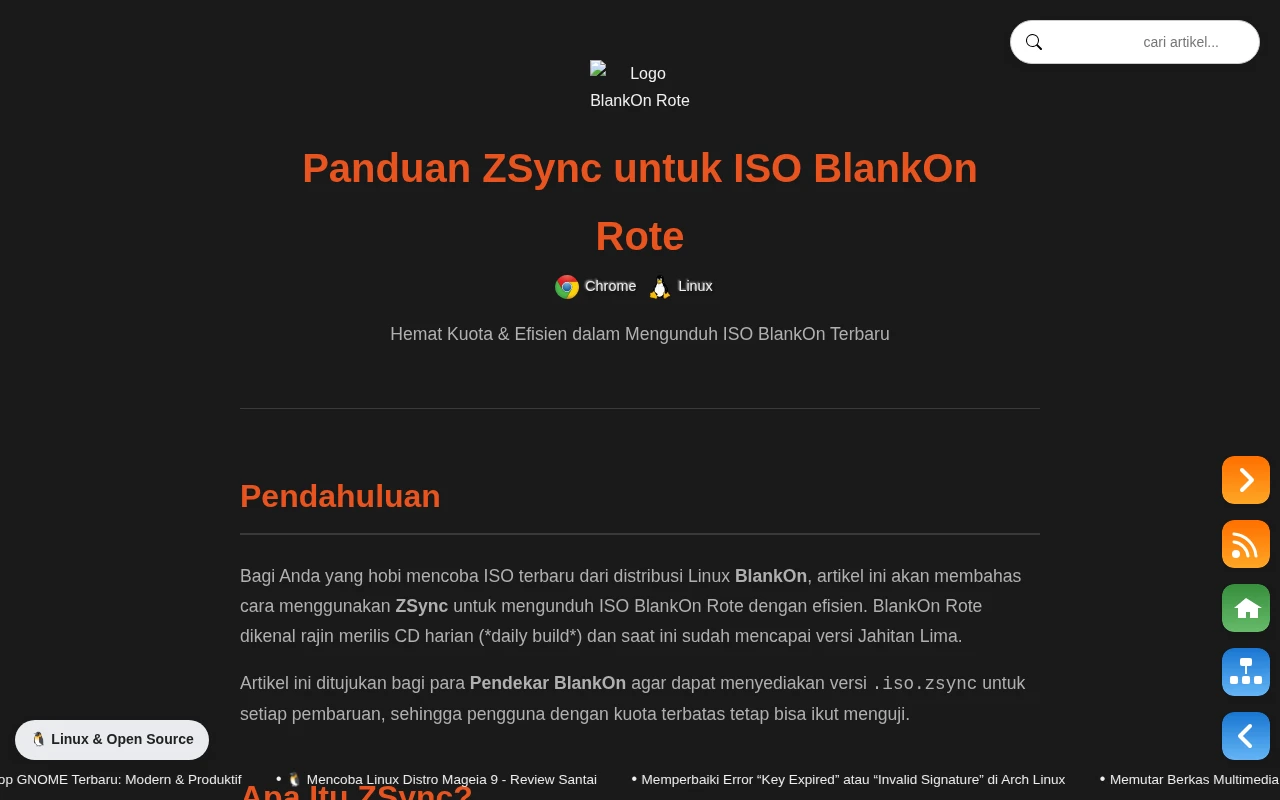 cari artikel...
Logo
BlankOn Rote
Panduan ZSync untuk ISO BlankOn
Rote
Chrome Linux
Hemat Kuota & Efisien dalam Mengunduh ISO BlankOn Terbaru
Pendahuluan
Bagi Anda yang hobi mencoba ISO terbaru dari distribusi Linux BlankOn, artikel ini akan membahas
cara menggunakan ZSync untuk mengunduh ISO BlankOn Rote dengan efisien. BlankOn Rote
dikenal rajin merilis CD harian (*daily build*) dan saat ini sudah mencapai versi Jahitan Lima.
Artikel ini ditujukan bagi para Pendekar BlankOn agar dapat menyediakan versi .iso.zsync untuk
setiap pembaruan, sehingga pengguna dengan kuota terbatas tetap bisa ikut menguji.
🐧 Linux & Open Source
op GNOME Terbaru: Modern & Produktif • 🐧 Mencoba Linux Distro Mageia 9 - Review Santai • Memperbaiki Error “Key Expired” atau “Invalid Signature” di Arch Linux • Memutar Berkas Multimedia
Apa Itu ZSync?